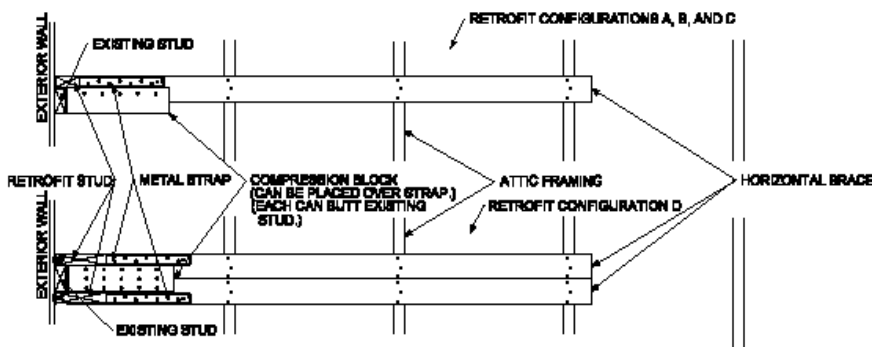 RETROFIT CONFIGURATIONS A, B, AND C
EXISTING STUD
EXTERIOR WALL
RETROFIT STUD
METAL STRAP
COMPRESSION BLOCK
(CAN BE PLACED OVER STRAP.)
(EACH CAN BUTT EXISTING
STUD.)
ATTIC FRAMING
HORIZONTAL BRACE
RETROFIT CONFIGURATION D
EXTERIOR WALL
EXISTING STUD